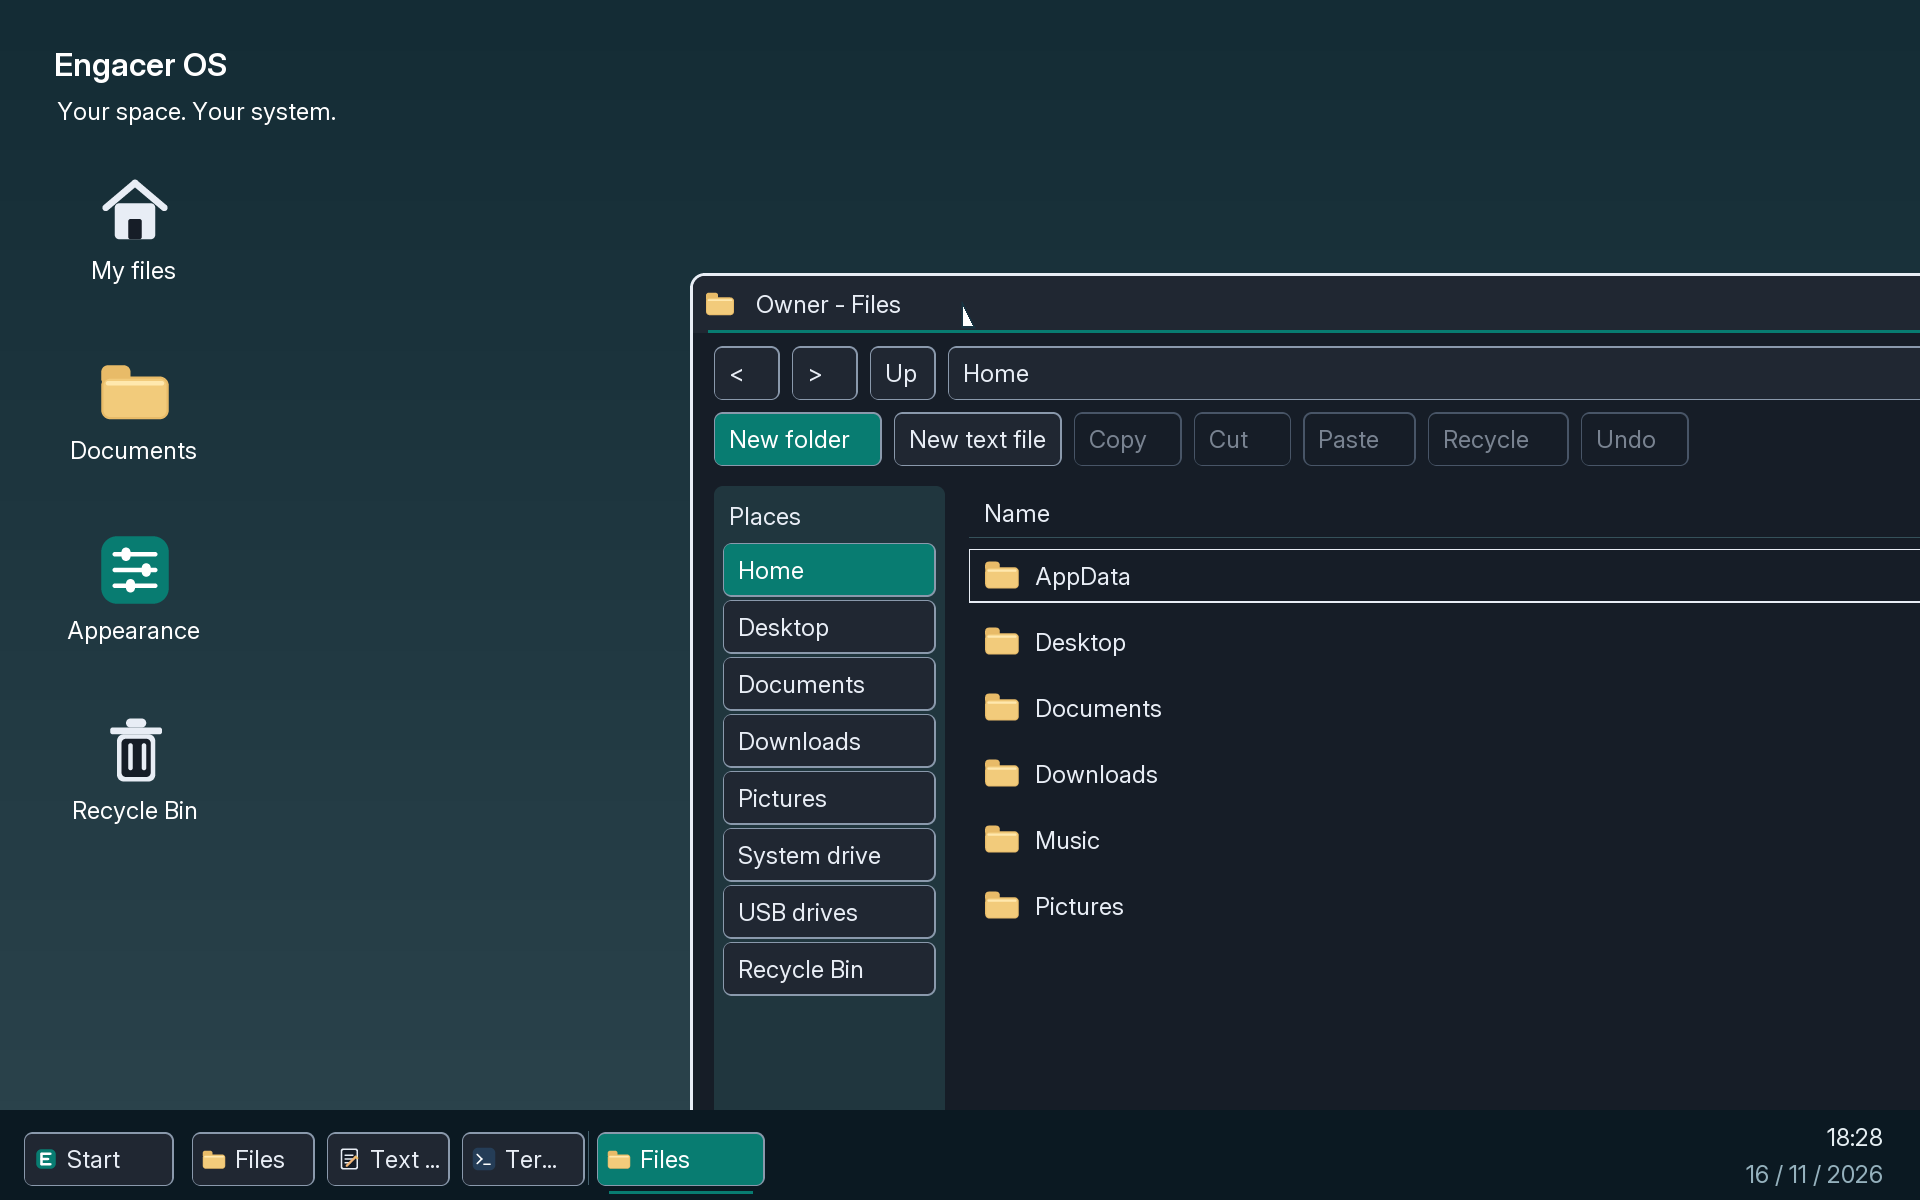 Engacer OS
Your space. Your system.
My files
Documents
Appearance
Recycle Bin
Owner - Files
< > Up Home
New folder New text file Copy Cut Paste Recycle Undo
Places
Home
Desktop
Documents
Downloads
Pictures
System drive
USB drives
Recycle Bin
Name
AppData
Desktop
Documents
Downloads
Music
Pictures
E Start Files Text ... >_ Ter... Files
18:28
16 / 11 / 2026